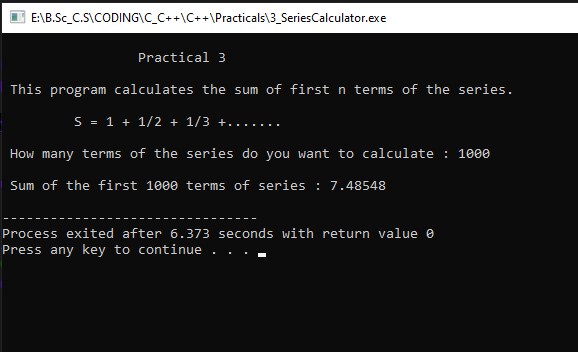 E:\B.Sc_C.S\CODING\C_C++\C++\Practicals\3_SeriesCalculator.exe
Practical 3
This program calculates the sum of first n terms of the series.
S = 1 + 1/2 + 1/3 +.......
How many terms of the series do you want to calculate : 1000
Sum of the first 1000 terms of series : 7.48548
--------------------------------
Process exited after 6.373 seconds with return value 0
Press any key to continue . . .